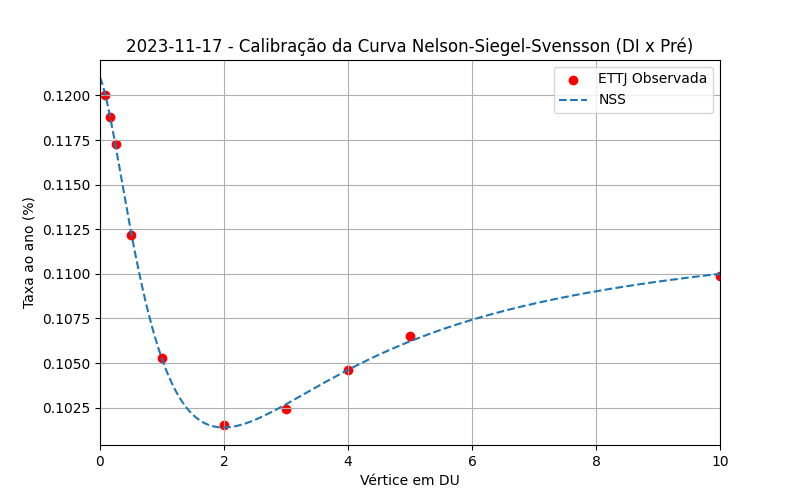 2023-11-17 - Calibração da Curva Nelson-Siegel-Svensson (DI x Pré)
ETTJ Observada
NSS
Taxa ao ano (%)
0.1200
0.1175
0.1150
0.1125
0.1100
0.1075
0.1050
0.1025
0 2 4 6 8 10
Vértice em DU